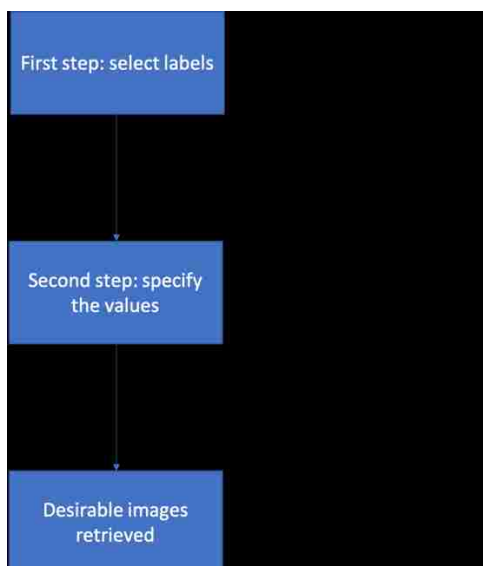 First step: select labels
Second step: specify
the values
Desirable images
retrieved